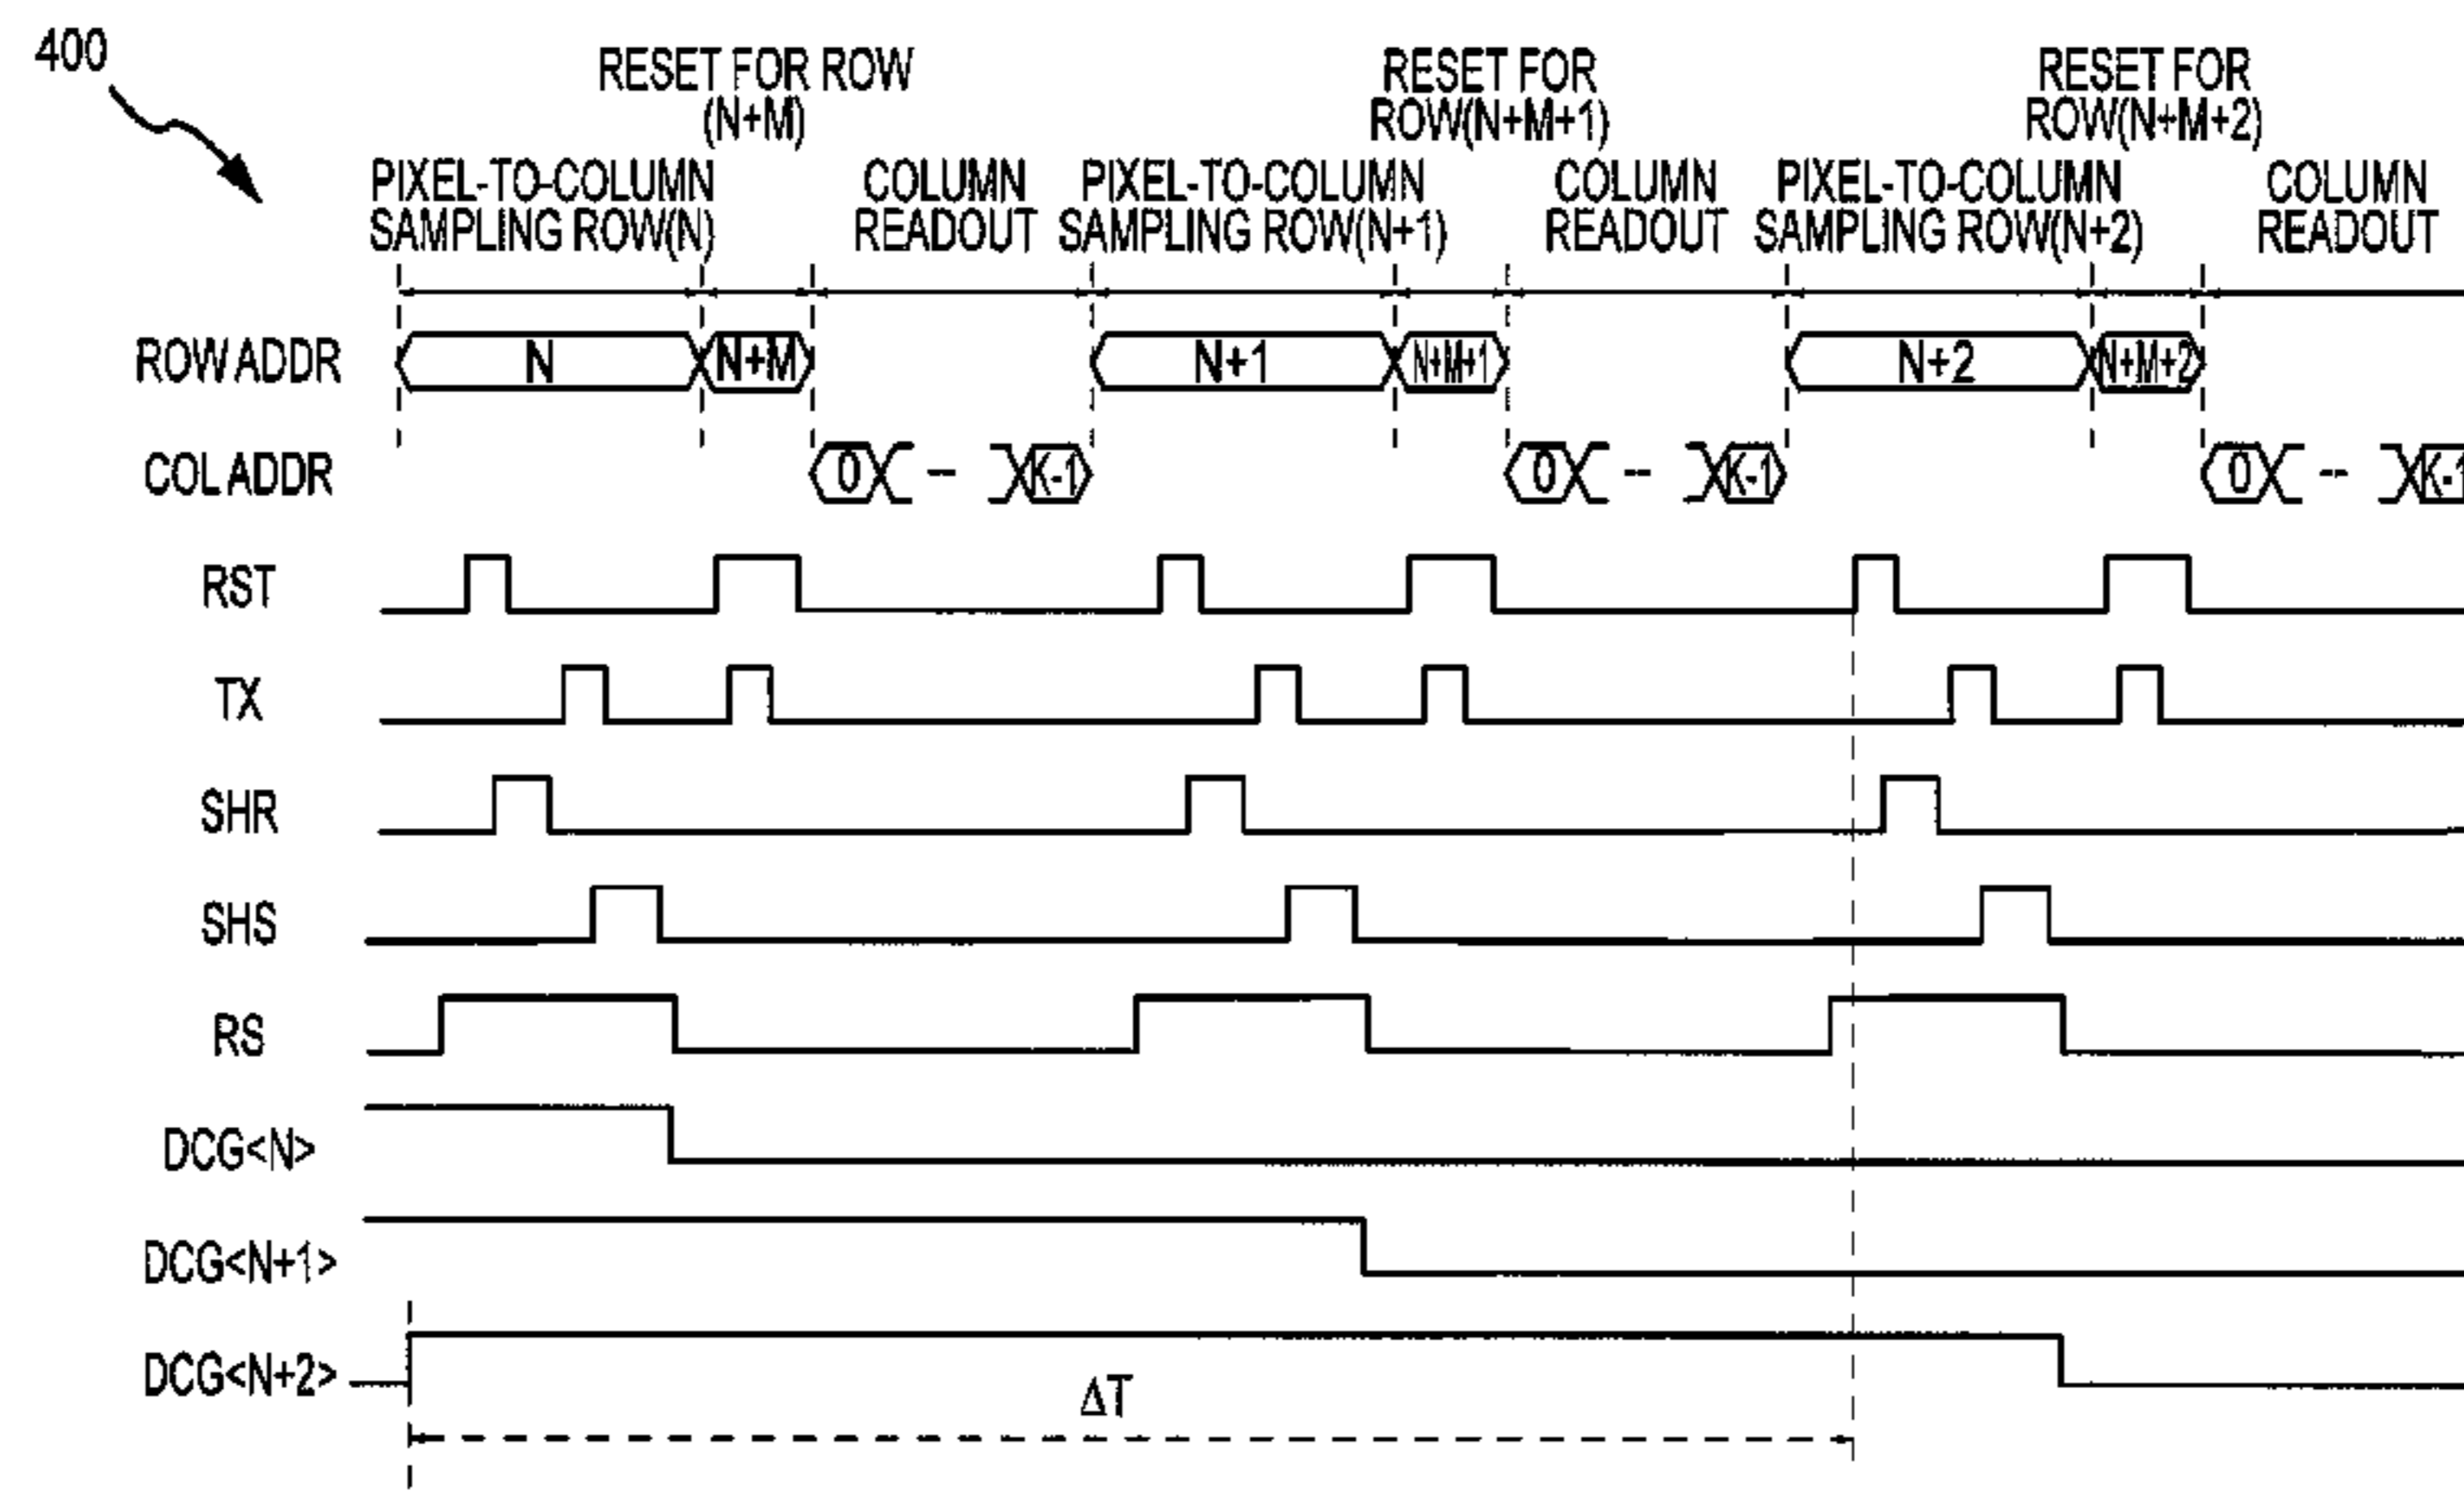 400
RESET FOR ROW
(N+M)
RESET FOR
ROW(N+M+1)
RESET FOR
ROW(N+M+2)
PIXEL-TO-COLUMN
SAMPLING ROW(N)
COLUMN
READOUT
PIXEL-TO-COLUMN
SAMPLING ROW(N+1)
COLUMN
READOUT
PIXEL-TO-COLUMN
SAMPLING ROW(N+2)
COLUMN
READOUT
ROW ADDR
N
N+M
N+1
N+M+1
N+2
N+M+2
COL ADDR
0
--
K-1
0
--
K-1
0
--
K-1
RST
TX
SHR
SHS
RS
DCG<N>
DCG<N+1>
DCG<N+2>
ΔT